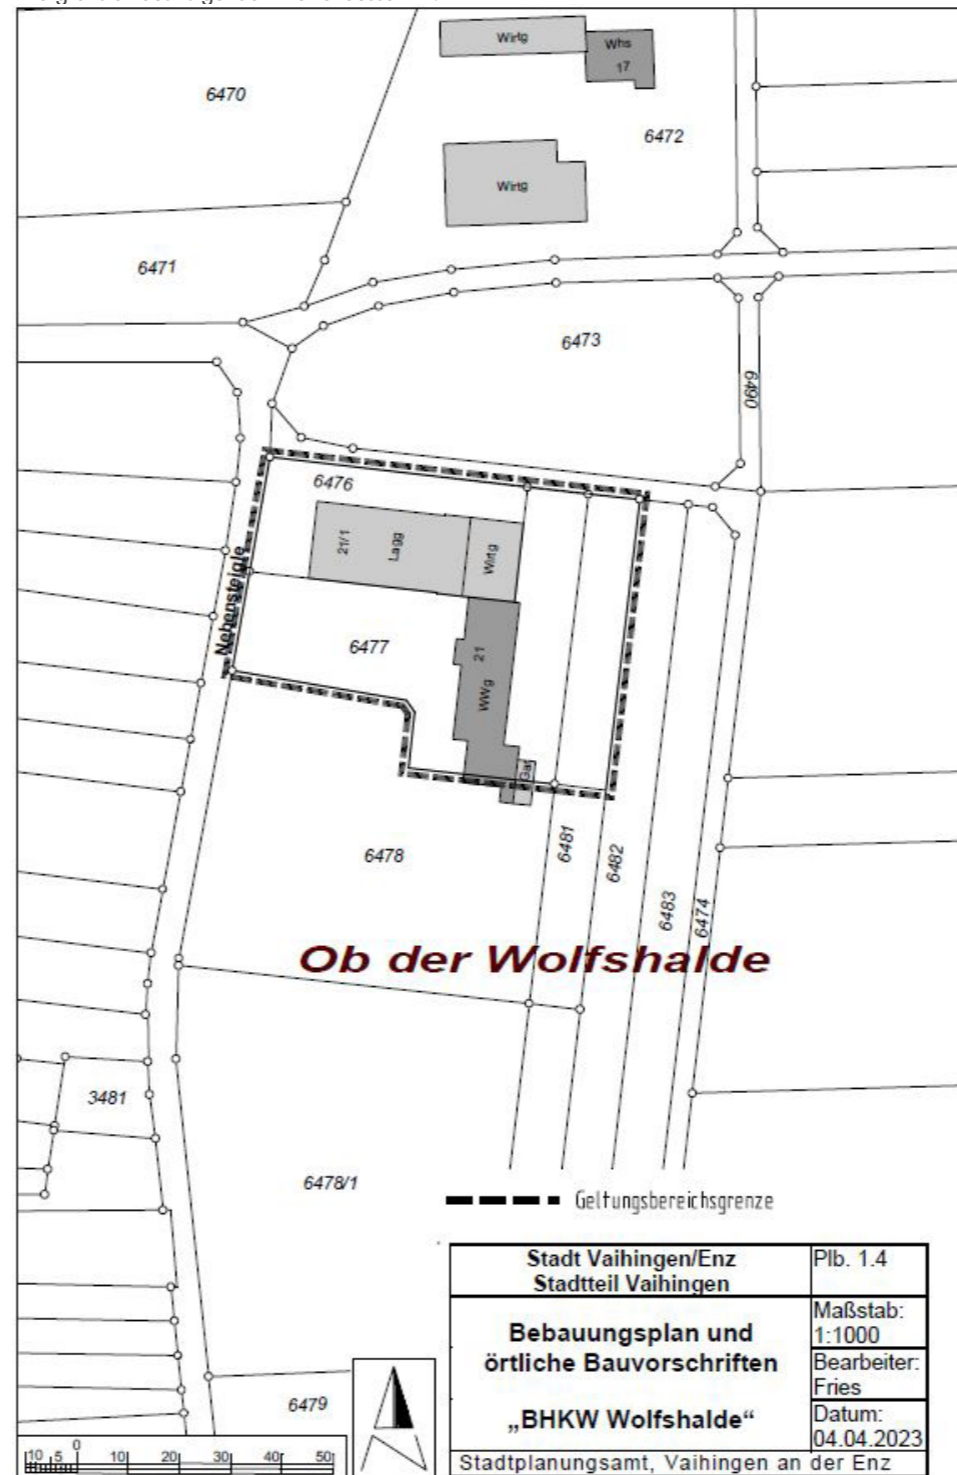 Wirtg
Whs
17
6470
6472
Wirtg
6471
6473
6490
6476
21/1
Lagg
Wirtg
Nebensteigle
6477
21
WWg
Gar
6478
6481
6482
6483
6474
Ob der Wolfshalde
3481
6478/1
Geltungsbereichsgrenze
Stadt Vaihingen/Enz
Stadtteil Vaihingen
Plb. 1.4
Bebauungsplan und
örtliche Bauvorschriften
„BHKW Wolfshalde“
Maßstab:
1:1000
Bearbeiter:
Fries
Datum:
04.04.2023
6479
10 5 0 10 20 30 40 50
Stadtplanungsamt, Vaihingen an der Enz